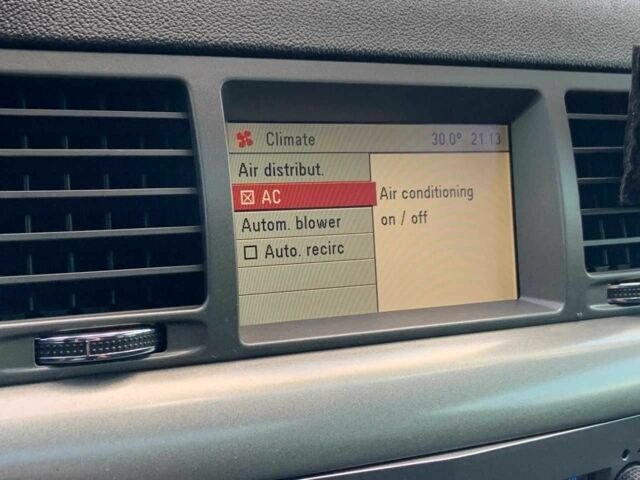 Climate 30.0° 21:13
Air distribut.
AC
Autom. blower
Auto. recirc
Air conditioning
on / off